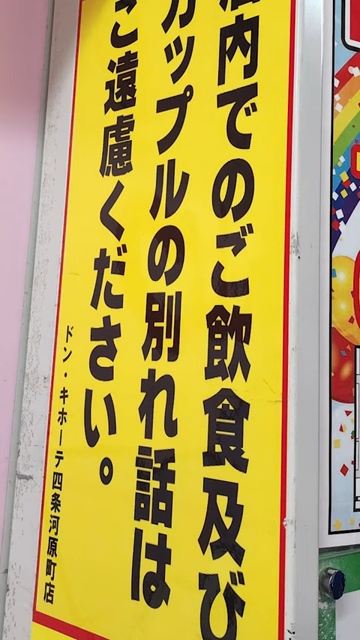 店内でのご飲食及び
カップルの別れ話は
ご遠慮ください。
ドン・キホーテ四条河原町店